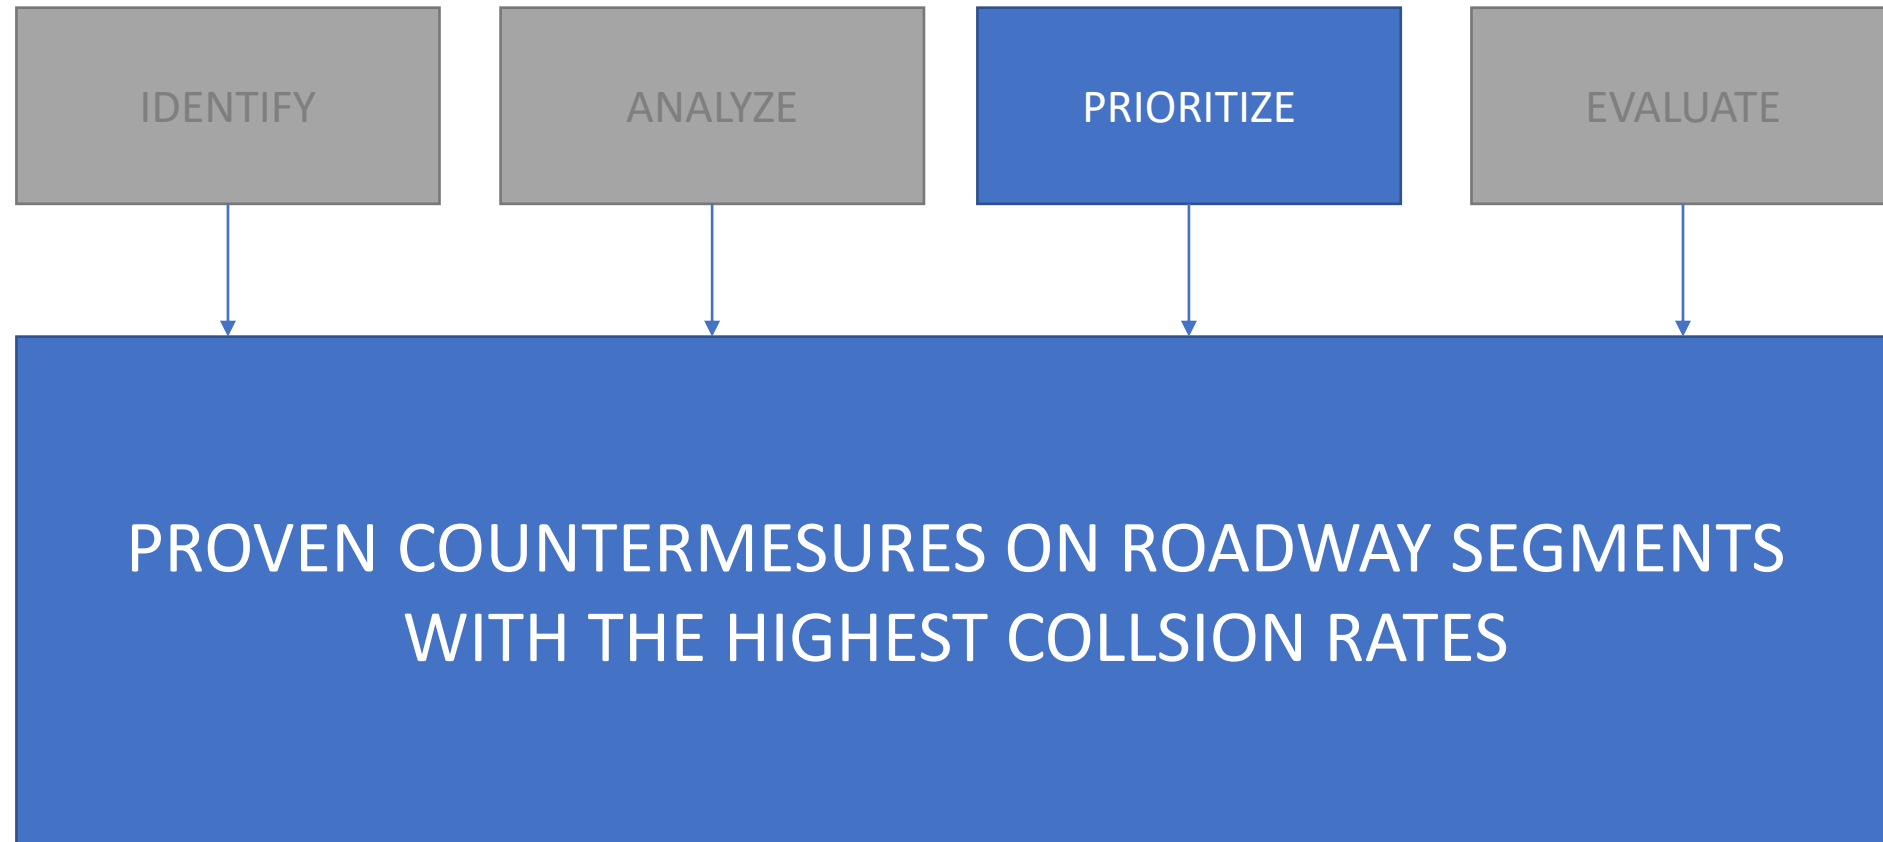 IDENTIFY
ANALYZE
PRIORITIZE
EVALUATE
PROVEN COUNTERMESURES ON ROADWAY SEGMENTS
WITH THE HIGHEST COLLSION RATES